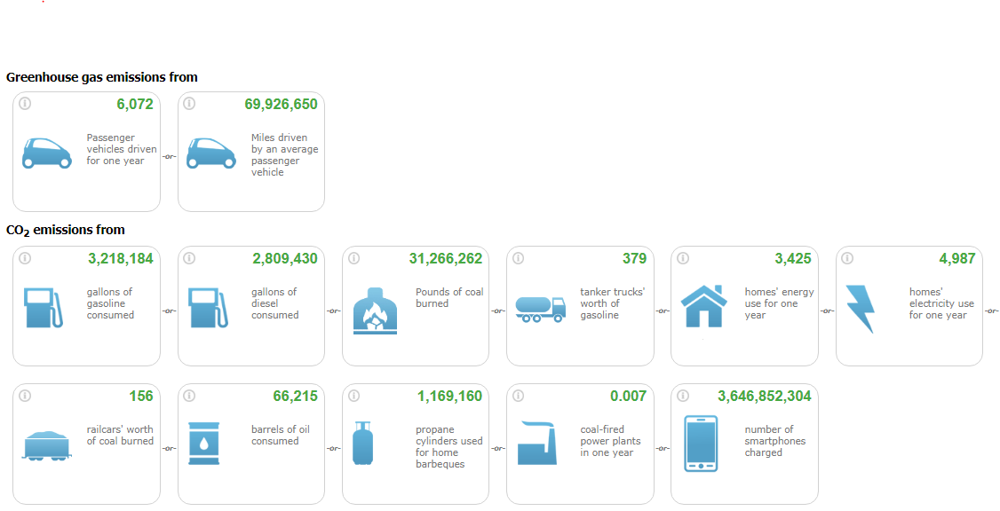 Greenhouse gas emissions from
6,072
Passenger
vehicles driven
for one year
-or-
69,926,650
Miles driven
by an average
passenger
vehicle
CO2 emissions from
3,218,184
gallons of
gasoline
consumed
-or-
2,809,430
gallons of
diesel
consumed
-or-
31,266,262
Pounds of coal
burned
-or-
379
tanker trucks'
worth of
gasoline
-or-
3,425
homes' energy
use for one
year
-or-
4,987
homes'
electricity use
for one year
-or-
156
railcars' worth
of coal burned
-or-
66,215
barrels of oil
consumed
-or-
1,169,160
propane
cylinders used
for home
barbeques
-or-
0.007
coal-fired
power plants
in one year
-or-
3,646,852,304
number of
smartphones
charged